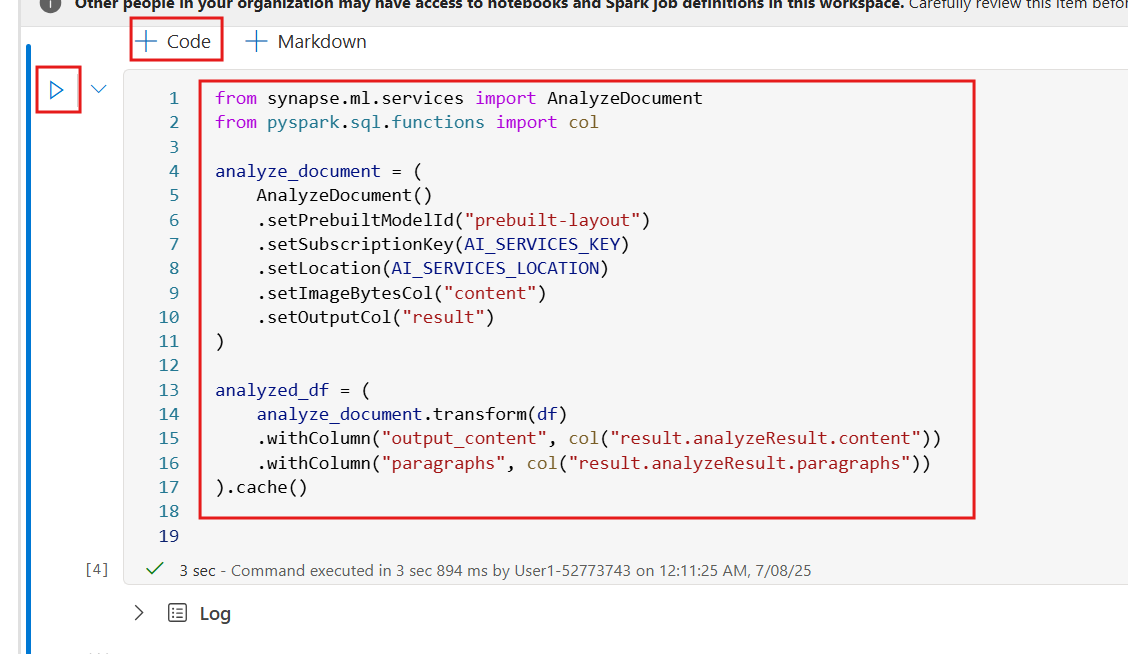 Other people in your organization may have access to notebooks and Spark job definitions in this workspace. Carefully review this item befor
+ Code + Markdown
1 from synapse.ml.services import AnalyzeDocument
2 from pyspark.sql.functions import col
3
4 analyze_document = (
5     AnalyzeDocument()
6     .setPrebuiltModelId("prebuilt-layout")
7     .setSubscriptionKey(AI_SERVICES_KEY)
8     .setLocation(AI_SERVICES_LOCATION)
9     .setImageBytesCol("content")
10     .setOutputCol("result")
11 )
12
13 analyzed_df = (
14     analyze_document.transform(df)
15     .withColumn("output_content", col("result.analyzeResult.content"))
16     .withColumn("paragraphs", col("result.analyzeResult.paragraphs"))
17 ).cache()
18
19
[4] 3 sec - Command executed in 3 sec 894 ms by User1-52773743 on 12:11:25 AM, 7/08/25
Log